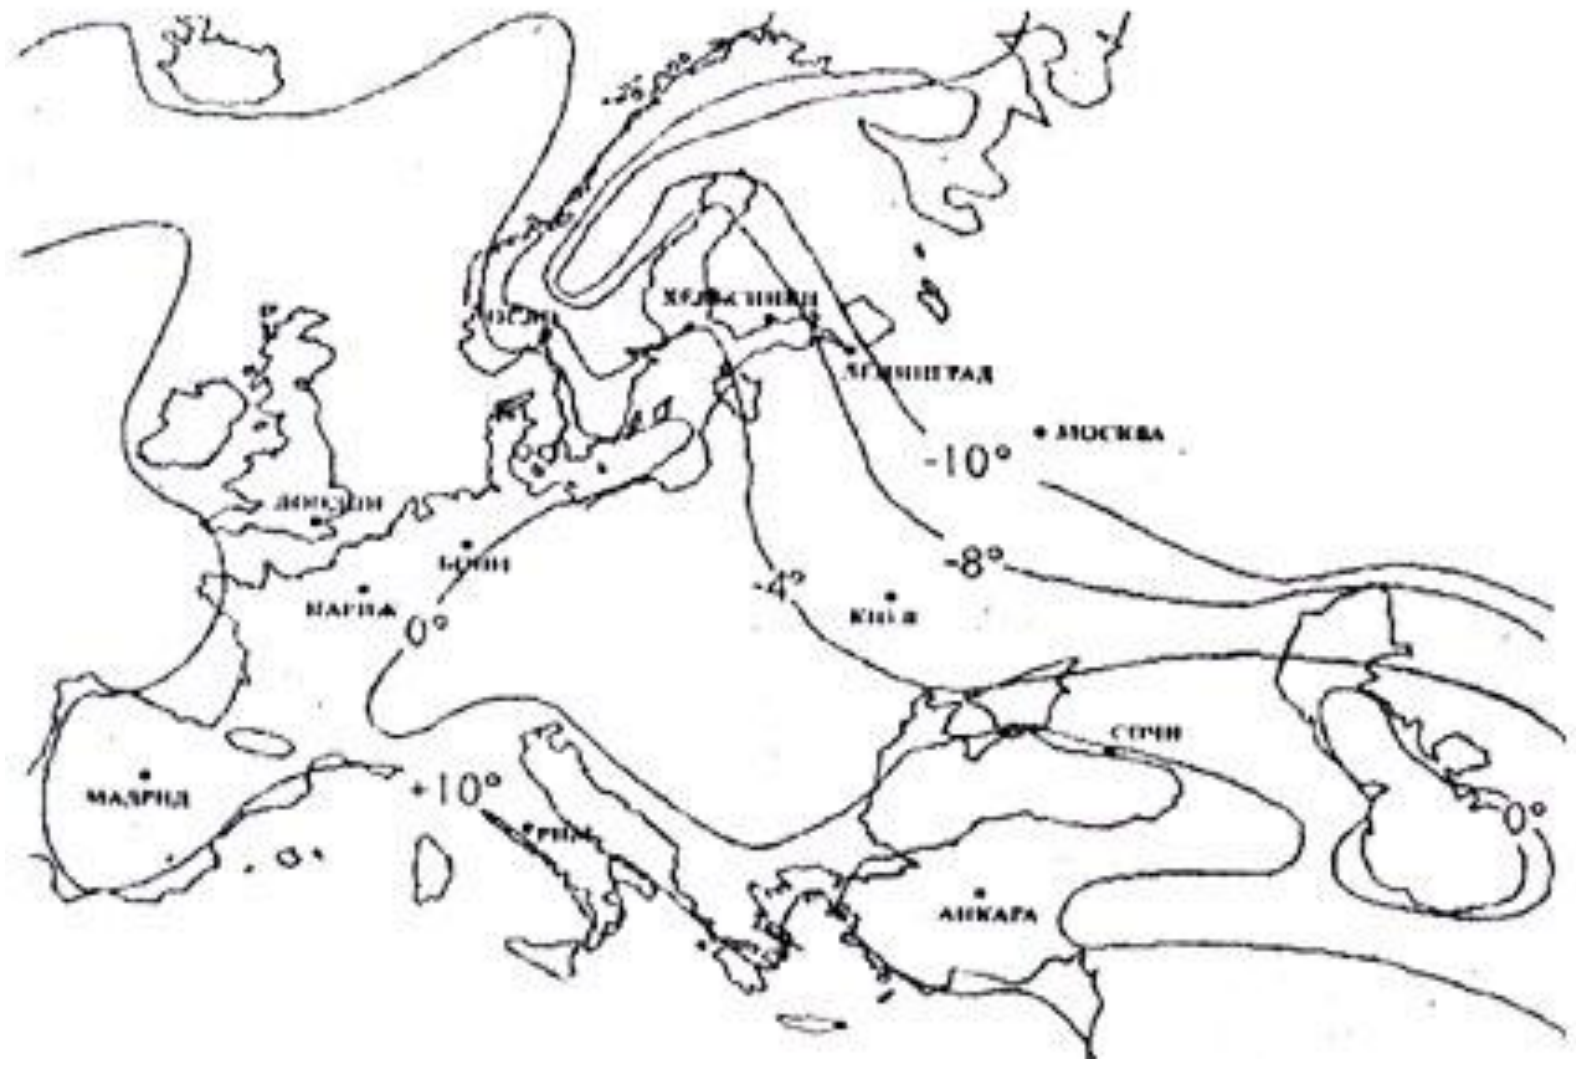 ОСЛО
ХЕЛЬСИНКИ
ЛЕНИНГРАД
МОСКВА
-10°
ЛОНДОН
БОНН
-8°
-4°
ПАРИЖ
КИЕВ
0°
СОЧИ
МАДРИД
+10°
РИМ
0°
АНКАРА